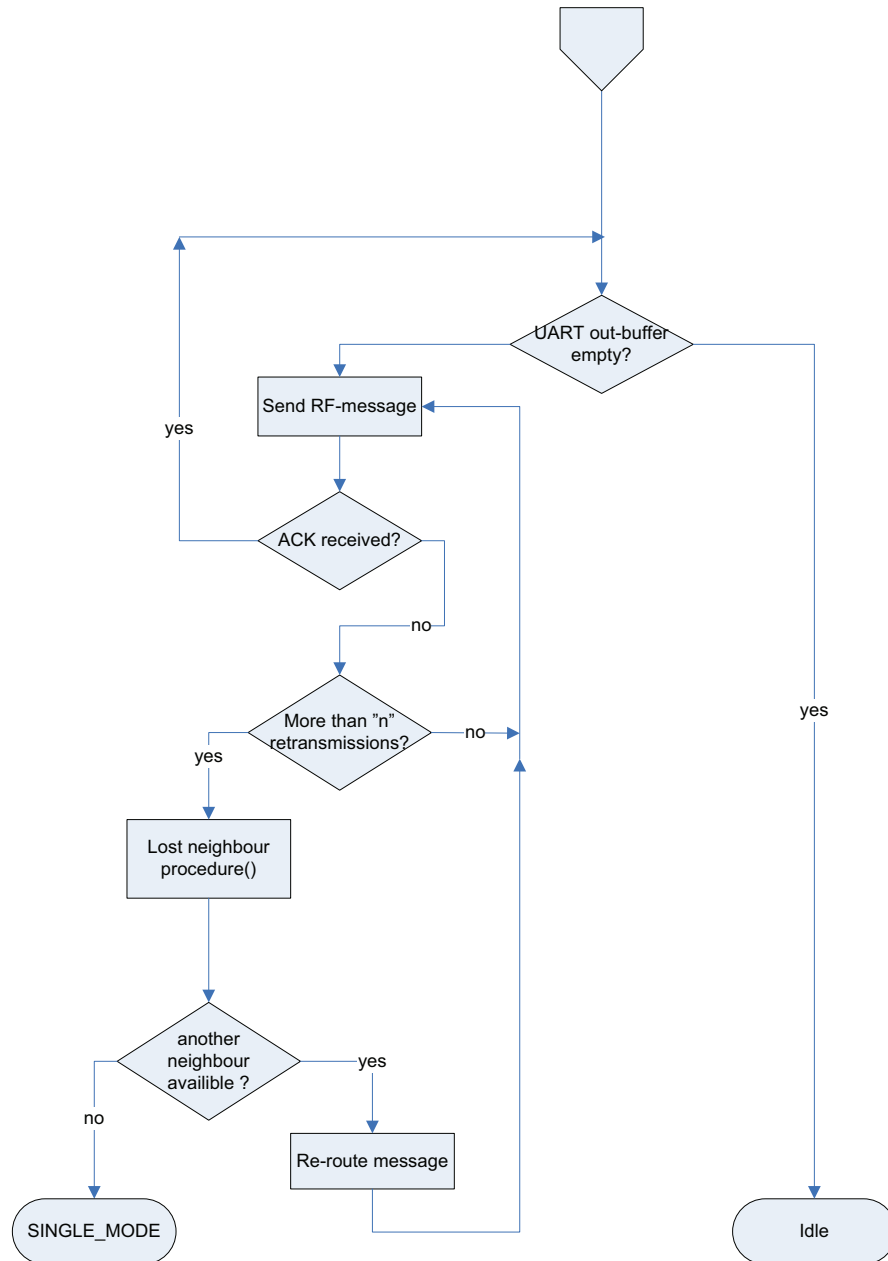 UART out-buffer
empty?
Send RF-message
yes
ACK received?
no
More than ”n”
retransmissions?
no
yes
yes
Lost neighbour
procedure()
another
neighbour
availible ?
yes
no
Re-route message
SINGLE_MODE
Idle